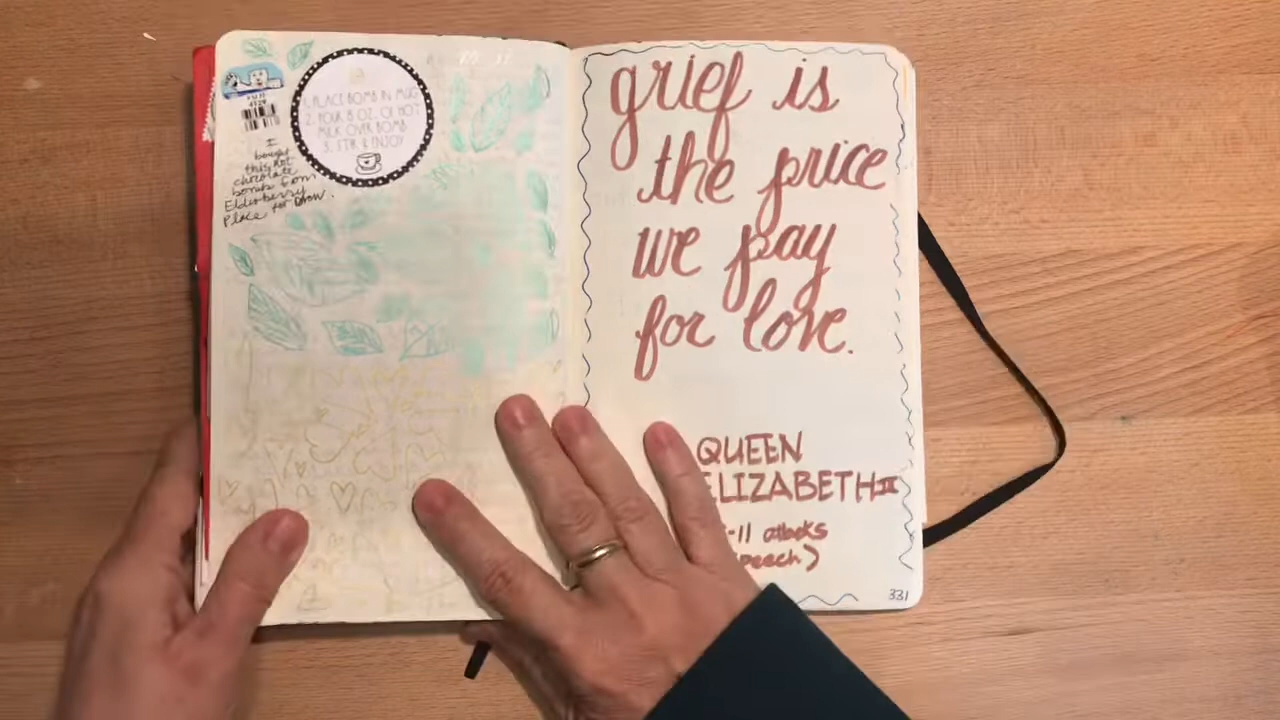 1. PLACE BOMB IN MUG
2. POUR 8 OZ. OF HOT
MILK OVER BOMB
3. STIR & ENJOY
I
bought
this hot
chocolate
bombs from
Elderberry
Place for Drew.
grief is
the price
we pay
for love.
QUEEN
ELIZABETH II
-11 attacks
speech)
331